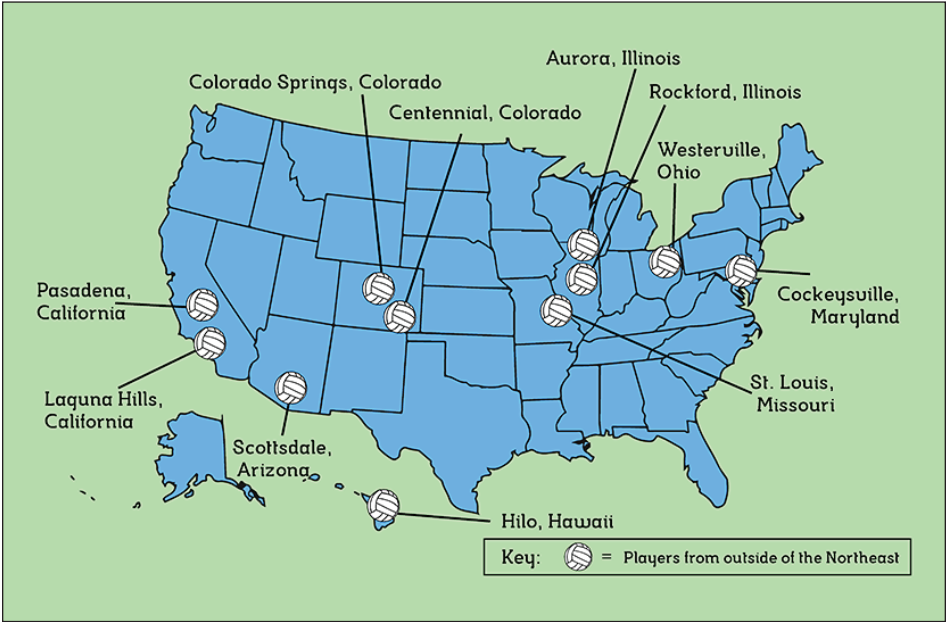 Aurora, Illinois
Colorado Springs, Colorado
Rockford, Illinois
Centennial, Colorado
Westerville,
Ohio
Pasadena,
California
Cockeysville,
Maryland
Laguna Hills,
California
St. Louis,
Missouri
Scottsdale,
Arizona
Hilo, Hawaii
Key: = Players from outside of the Northeast